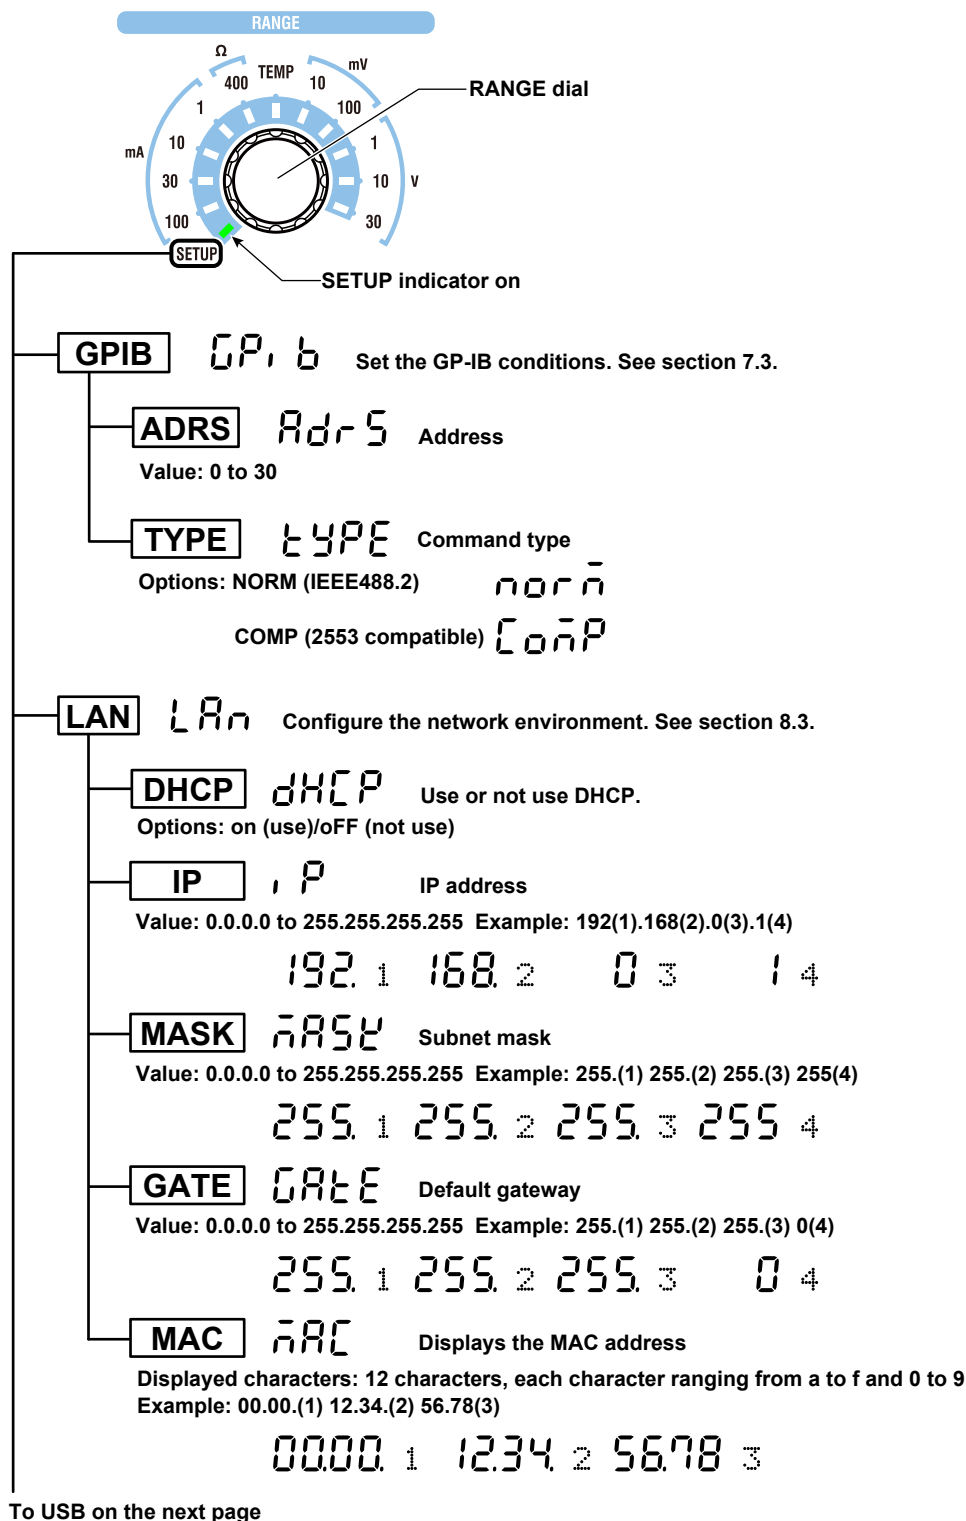 RANGE
Ω
TEMP
mV
400
10
1
100
10
1
mA
30
10
V
100
30
SETUP
RANGE dial
SETUP indicator on
GPIB GPib Set the GP-IB conditions. See section 7.3.
ADRS AdrS Address
Value: 0 to 30
TYPE tYPE Command type
Options: NORM (IEEE488.2) norm
COMP (2553 compatible) ComP
LAN LAn Configure the network environment. See section 8.3.
DHCP dHCP Use or not use DHCP.
Options: on (use)/oFF (not use)
IP iP IP address
Value: 0.0.0.0 to 255.255.255.255 Example: 192(1).168(2).0(3).1(4)
192. 1 168. 2 0 3 1 4
MASK mASK Subnet mask
Value: 0.0.0.0 to 255.255.255.255 Example: 255.(1) 255.(2) 255.(3) 255(4)
255. 1 255. 2 255. 3 255 4
GATE GAtE Default gateway
Value: 0.0.0.0 to 255.255.255.255 Example: 255.(1) 255.(2) 255.(3) 0(4)
255. 1 255. 2 255. 3 0 4
MAC mAC Displays the MAC address
Displayed characters: 12 characters, each character ranging from a to f and 0 to 9
Example: 00.00.(1) 12.34.(2) 56.78(3)
00.00. 1 12.34. 2 56.78 3
To USB on the next page